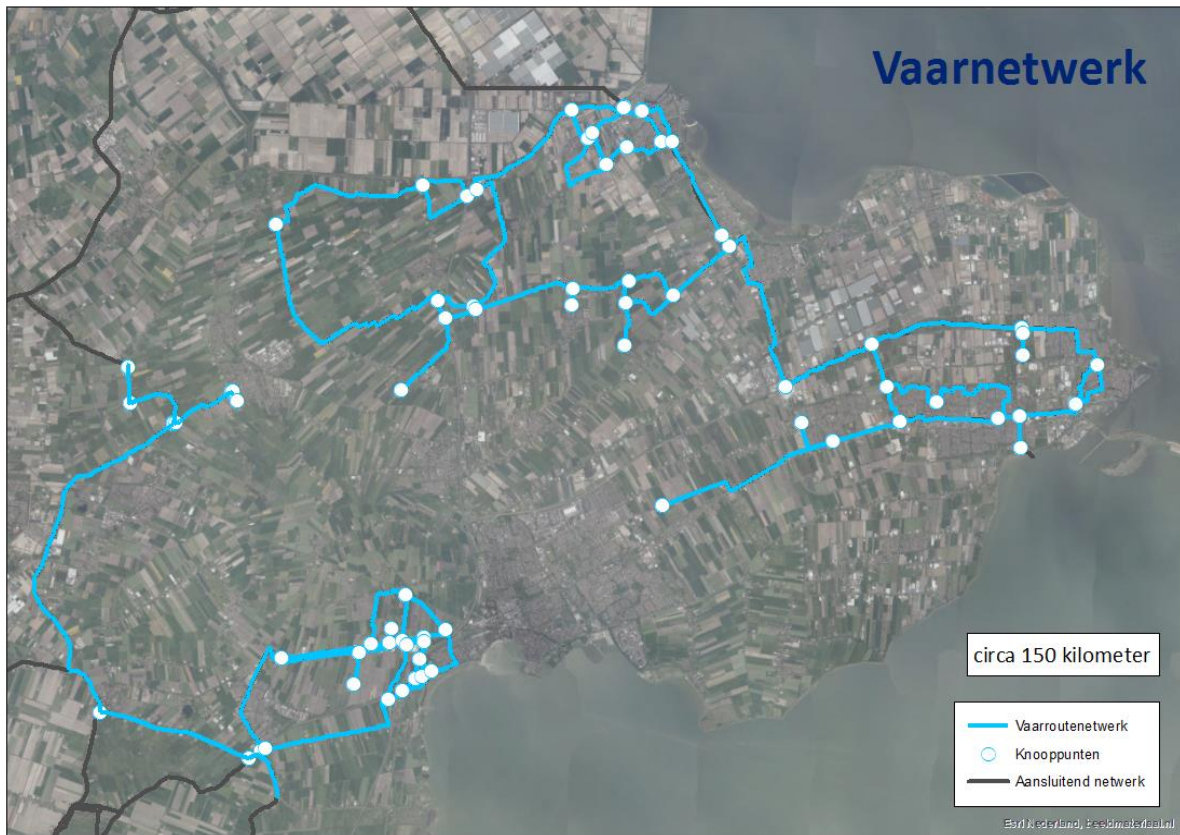 Vaarnetwerk
circa 150 kilometer
Vaarroutenetwerk
Knooppunten
Aansluitend netwerk
Esri Nederland, beeldmateriaal.nl